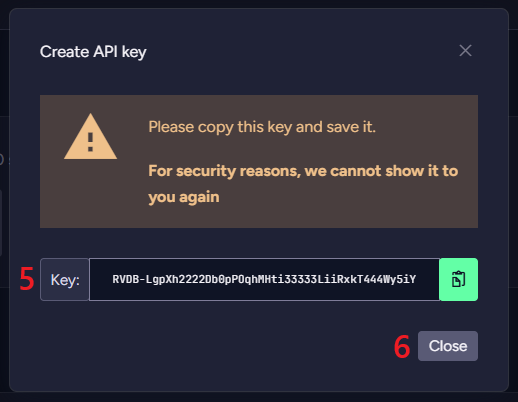 Create API key
Please copy this key and save it.
For security reasons, we cannot show it to
you again
5 Key: RVDB-LgpXh2222Db0pPOqhMHti33333LiiRxkT444Wy5iY
6 Close